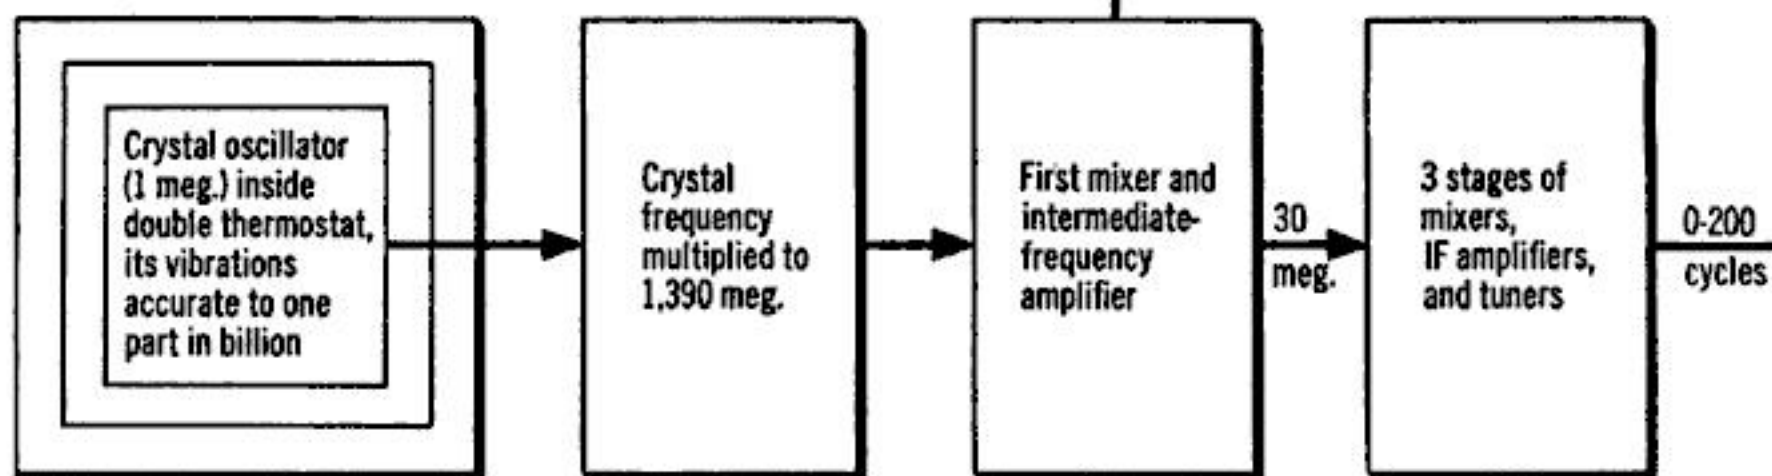 Crystal oscillator
(1 meg.) inside
double thermostat,
its vibrations
accurate to one
part in billion
Crystal
frequency
multiplied to
1,390 meg.
First mixer and
intermediate-
frequency
amplifier
30
meg.
3 stages of
mixers,
IF amplifiers,
and tuners
0-200
cycles